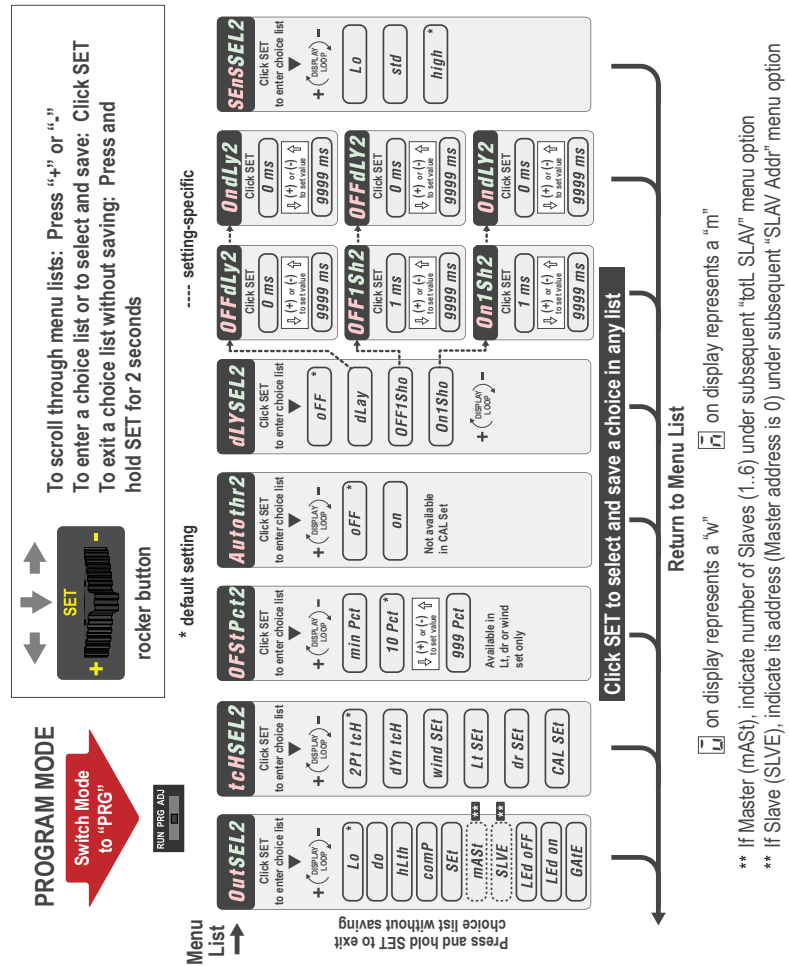 PROGRAM MODE
Switch Mode
to “PRG”
RUN PRG ADJ
+
SET
-
rocker button
To scroll through menu lists: Press “+” or “-”
To enter a choice list or to select and save: Click SET
To exit a choice list without saving: Press and
hold SET for 2 seconds
* default setting
---- setting-specific
Menu
List
Press and hold SET to exit
choice list without saving
OutSEL2
Click SET
to enter choice list
+ (DISPLAY LOOP) -
Lo *
do
hLth
comP
SEt
mASt **
SLVE **
LEd oFF
LEd on
GAtE
tcHSEL2
Click SET
to enter choice list
+ (DISPLAY LOOP) -
2Pt tcH *
dYn tcH
wind SEt
Lt SEt
dr SEt
CAL SEt
OFStPct2
Click SET
to enter choice list
+ (DISPLAY LOOP) -
min Pct
10 Pct *
(+) or (-)
to set value
999 Pct
Available in
Lt, dr or wind
set only
Autothr2
Click SET
to enter choice list
+ (DISPLAY LOOP) -
oFF *
on
Not available
in CAL Set
dLYSEL2
Click SET
to enter choice list
oFF *
dLay
OFF1Sho
On1Sho
+ (DISPLAY LOOP) -
OFFdLy2
Click SET
0 ms
(+) or (-)
to set value
9999 ms
OndLy2
Click SET
0 ms
(+) or (-)
to set value
9999 ms
OFF1Sh2
Click SET
1 ms
(+) or (-)
to set value
9999 ms
OFFdLY2
Click SET
0 ms
(+) or (-)
to set value
9999 ms
On1Sh2
Click SET
1 ms
(+) or (-)
to set value
9999 ms
OndLY2
Click SET
0 ms
(+) or (-)
to set value
9999 ms
SEnSSEL2
Click SET
to enter choice list
+ (DISPLAY LOOP) -
Lo
std
high *
Click SET to select and save a choice in any list
Return to Menu List
on display represents a “w”
on display represents a “m”
** If Master (mASt), indicate number of Slaves (1..6) under subsequent “totL SLAV” menu option
** If Slave (SLVE), indicate its address (Master address is 0) under subsequent “SLAV Addr” menu option